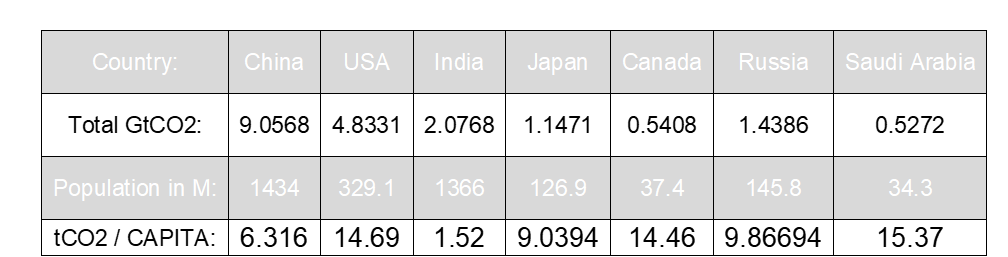 Country: China USA India Japan Canada Russia Saudi Arabia
Total GtCO2: 9.0568 4.8331 2.0768 1.1471 0.5408 1.4386 0.5272
Population in M: 1434 329.1 1366 126.9 37.4 145.8 34.3
tCO2 / CAPITA: 6.316 14.69 1.52 9.0394 14.46 9.86694 15.37